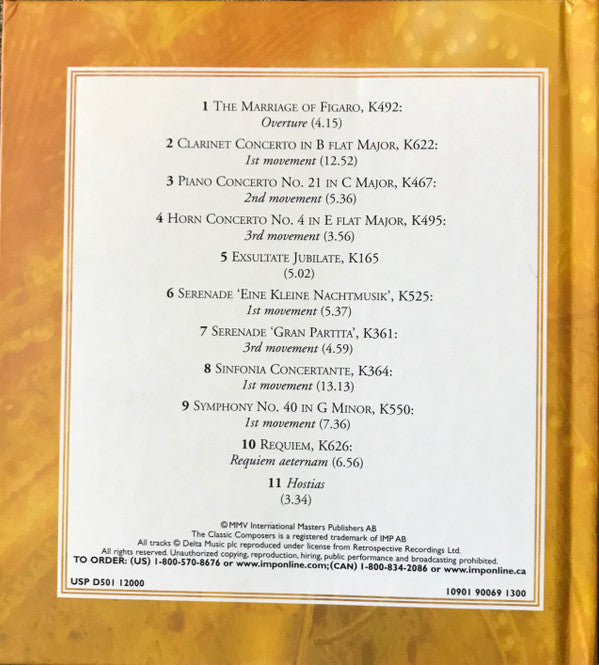 1 The Marriage of Figaro, K492:
Overture (4.15)
2 Clarinet Concerto in B flat Major, K622:
1st movement (12.52)
3 Piano Concerto No. 21 in C Major, K467:
2nd movement (5.36)
4 Horn Concerto No. 4 in E flat Major, K495:
3rd movement (3.56)
5 Exsultate Jubilate, K165
(5.02)
6 Serenade ‘Eine Kleine Nachtmusik’, K525:
1st movement (5.37)
7 Serenade ‘Gran Partita’, K361:
3rd movement (4.59)
8 Sinfonia Concertante, K364:
1st movement (13.13)
9 Symphony No. 40 in G Minor, K550:
1st movement (7.36)
10 Requiem, K626:
Requiem aeternam (6.56)
11 Hostias
(3.34)
© MMV International Masters Publishers AB
The Classic Composers is a registered trademark of IMP AB
All tracks © Delta Music plc reproduced under license from Retrospective Recordings Ltd.
All rights reserved. Unauthorized copying, reproduction, hiring, public performance and broadcasting prohibited.
TO ORDER: (US) 1-800-570-8676 or www.imponline.com;(CAN) 1-800-834-2086 or www.imponline.ca
USP D501 12000
10901 90069 1300